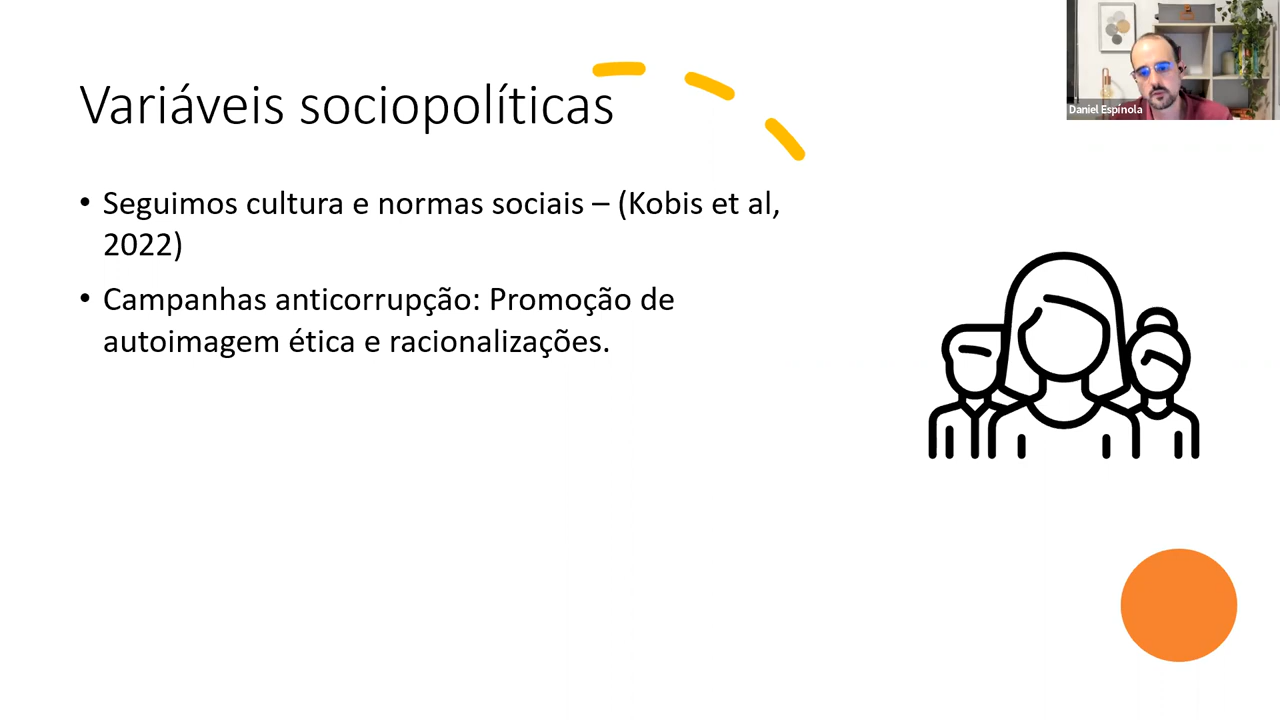 Variáveis sociopolíticas
• Seguimos cultura e normas sociais – (Kobis et al,
2022)
• Campanhas anticorrupção: Promoção de
autoimagem ética e racionalizações.
Daniel Espínola